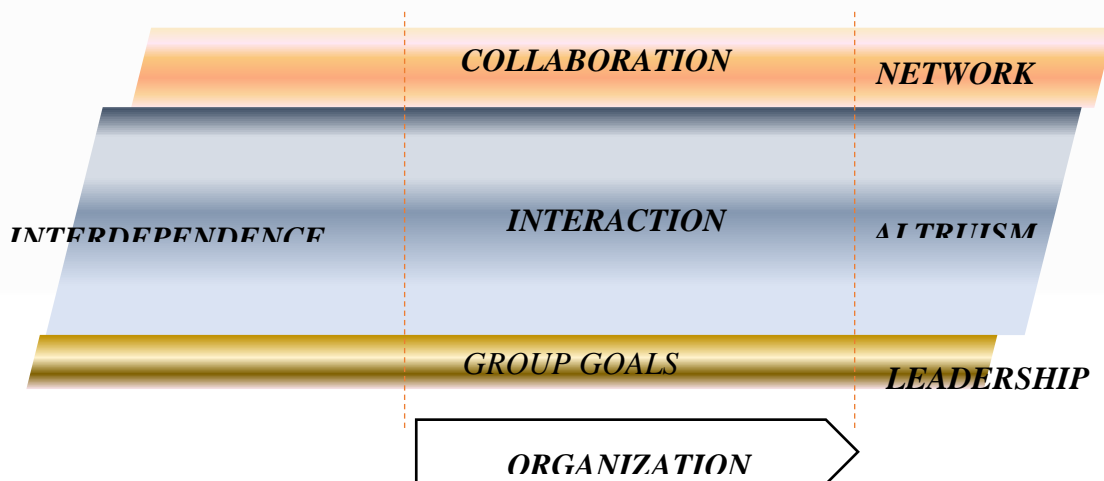 COLLABORATION
NETWORK
INTERDEPENDENCE
INTERACTION
ALTRUISM
GROUP GOALS
LEADERSHIP
ORGANIZATION